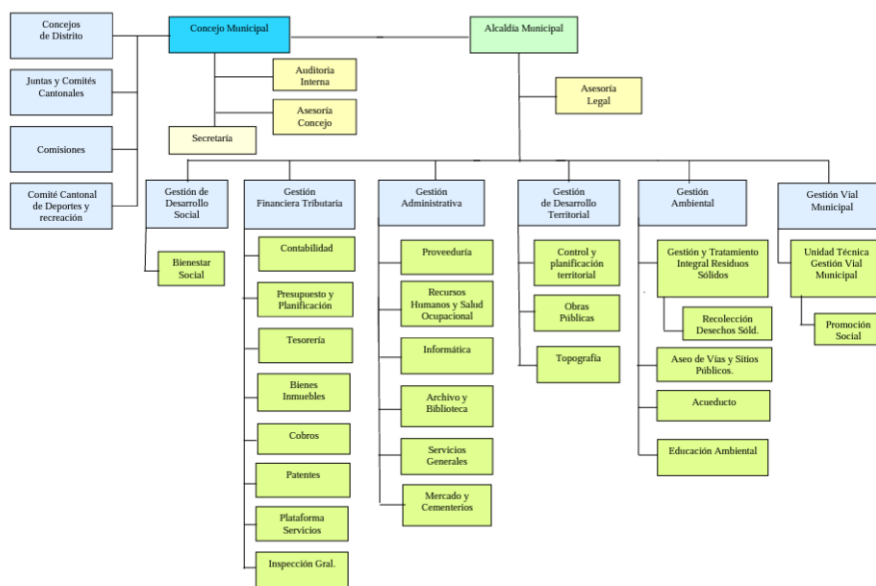 Concejos
de Distrito
Concejo Municipal
Alcaldía Municipal
Juntas y Comités
Cantonales
Auditoria
Interna
Asesoría
Legal
Asesoría
Concejo
Secretaría
Comisiones
Comité Cantonal
de Deportes y
recreación
Gestión de
Desarrollo
Social
Gestión
Financiera Tributaria
Gestión
Administrativa
Gestión
de Desarrollo
Territorial
Gestión
Ambiental
Gestión Vial
Municipal
Bienestar
Social
Contabilidad
Presupuesto y
Planificación
Tesorería
Bienes
Inmuebles
Cobros
Patentes
Plataforma
Servicios
Inspección Gral.
Proveeduría
Recursos
Humanos y Salud
Ocupacional
Informática
Archivo y
Biblioteca
Servicios
Generales
Mercado y
Cementerios
Control y
planificación
territorial
Obras
Públicas
Topografía
Gestión y Tratamiento
Integral Residuos
Sólidos
Recolección
Desechos Sóld.
Aseo de Vías y Sitios
Públicos.
Acueducto
Educación Ambiental
Unidad Técnica
Gestión Vial
Municipal
Promoción
Social